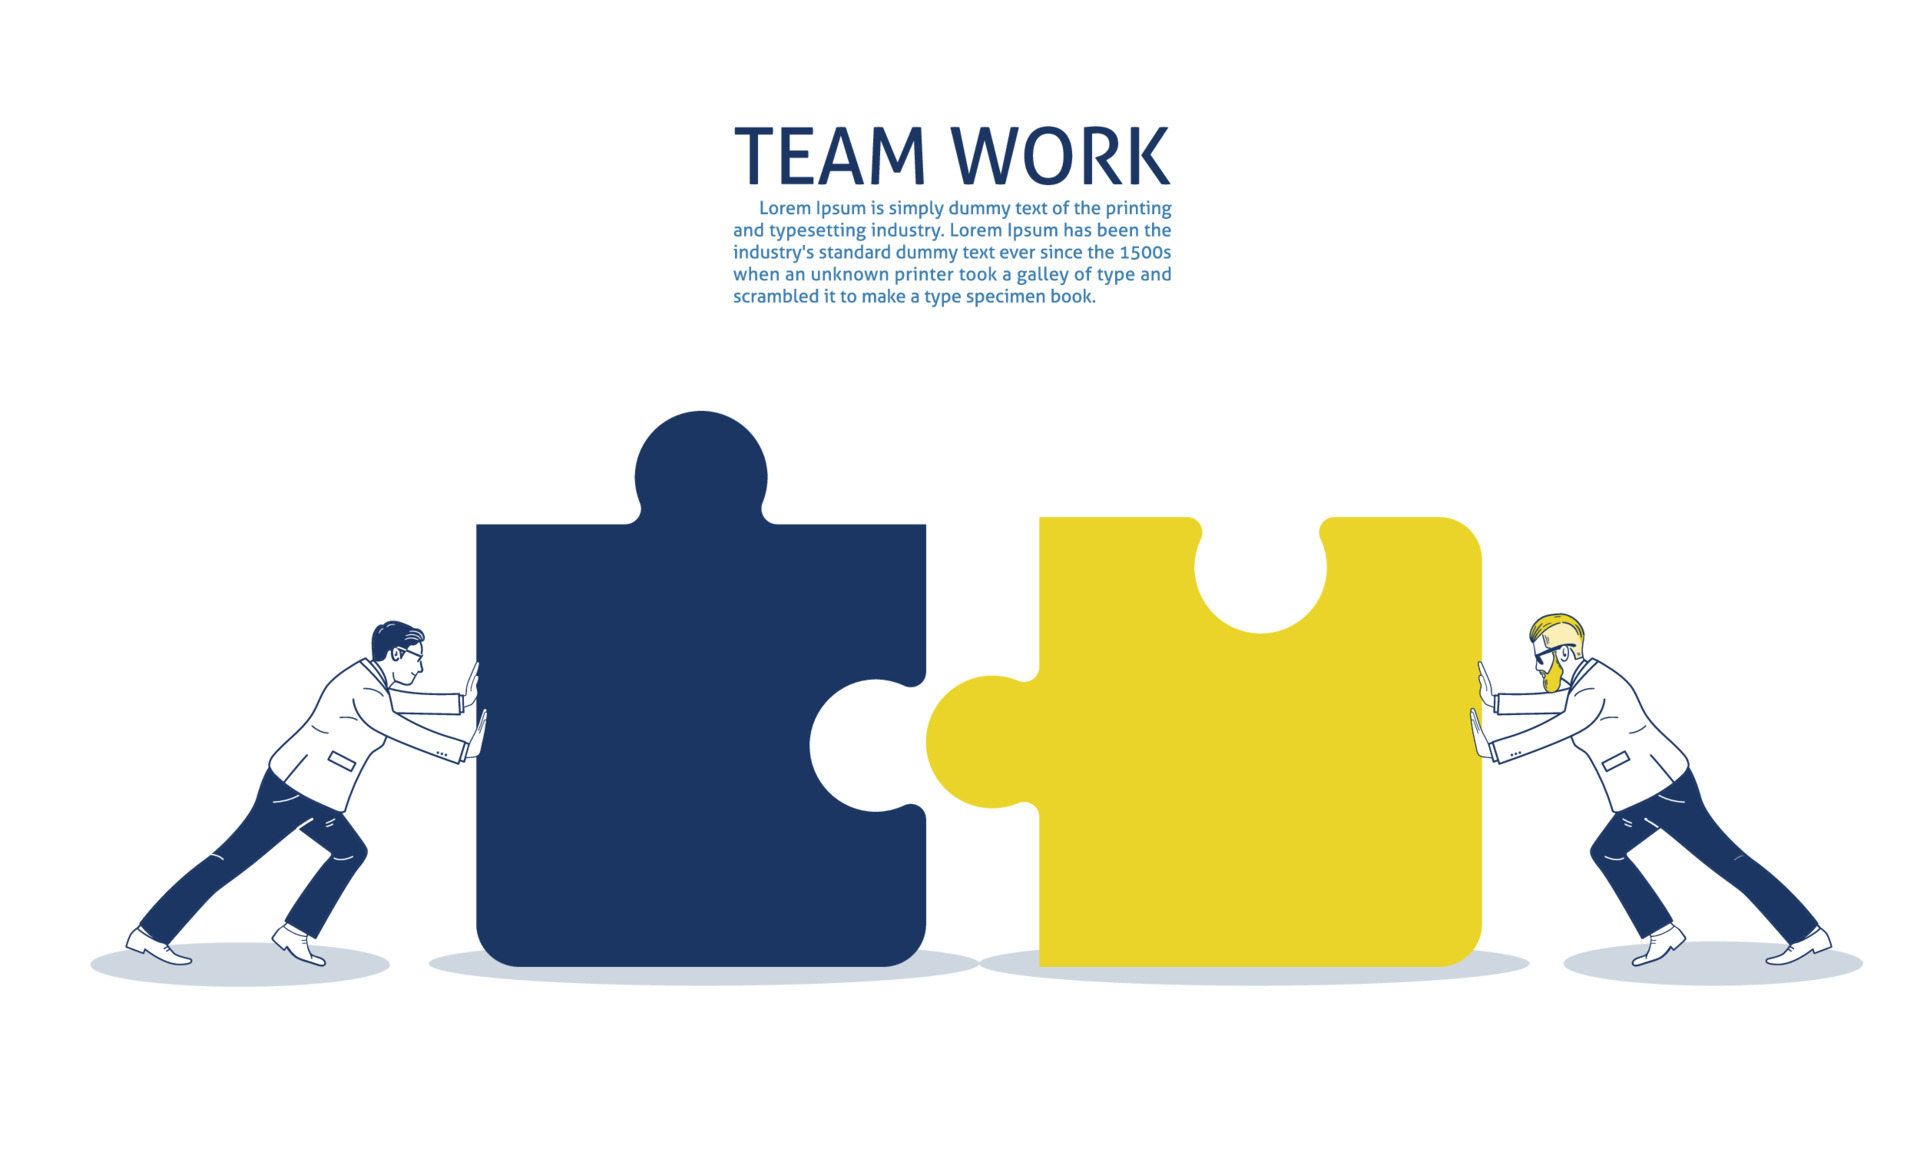 TEAM WORK
Lorem Ipsum is simply dummy text of the printing
and typesetting industry. Lorem Ipsum has been the
industry's standard dummy text ever since the 1500s
when an unknown printer took a galley of type and
scrambled it to make a type specimen book.